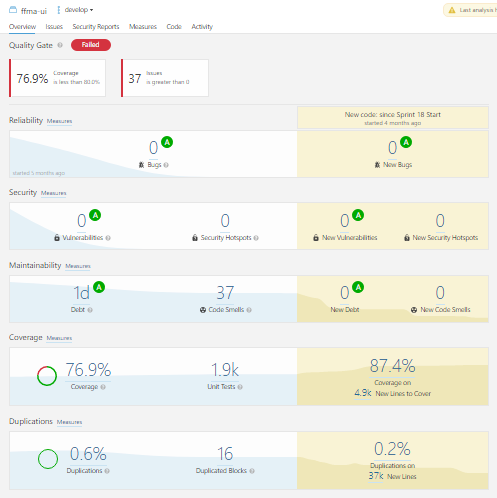 ffma-ui develop
Last analysis
Overview Issues Security Reports Measures Code Activity
Quality Gate Failed
76.9% Coverage
is less than 80.0%
37 Issues
is greater than 0
New code: since Sprint 18 Start
started 4 months ago
Reliability Measures
0 A
Bugs
started 5 months ago
0 A
New Bugs
Security Measures
0 A
Vulnerabilities
0
Security Hotspots
0 A
New Vulnerabilities
0
New Security Hotspots
Maintainability Measures
1d A
Debt
37
Code Smells
0 A
New Debt
0
New Code Smells
Coverage Measures
76.9%
Coverage
1.9k
Unit Tests
87.4%
Coverage on
4.9k New Lines to Cover
Duplications Measures
0.6%
Duplications
16
Duplicated Blocks
0.2%
Duplications on
37k New Lines